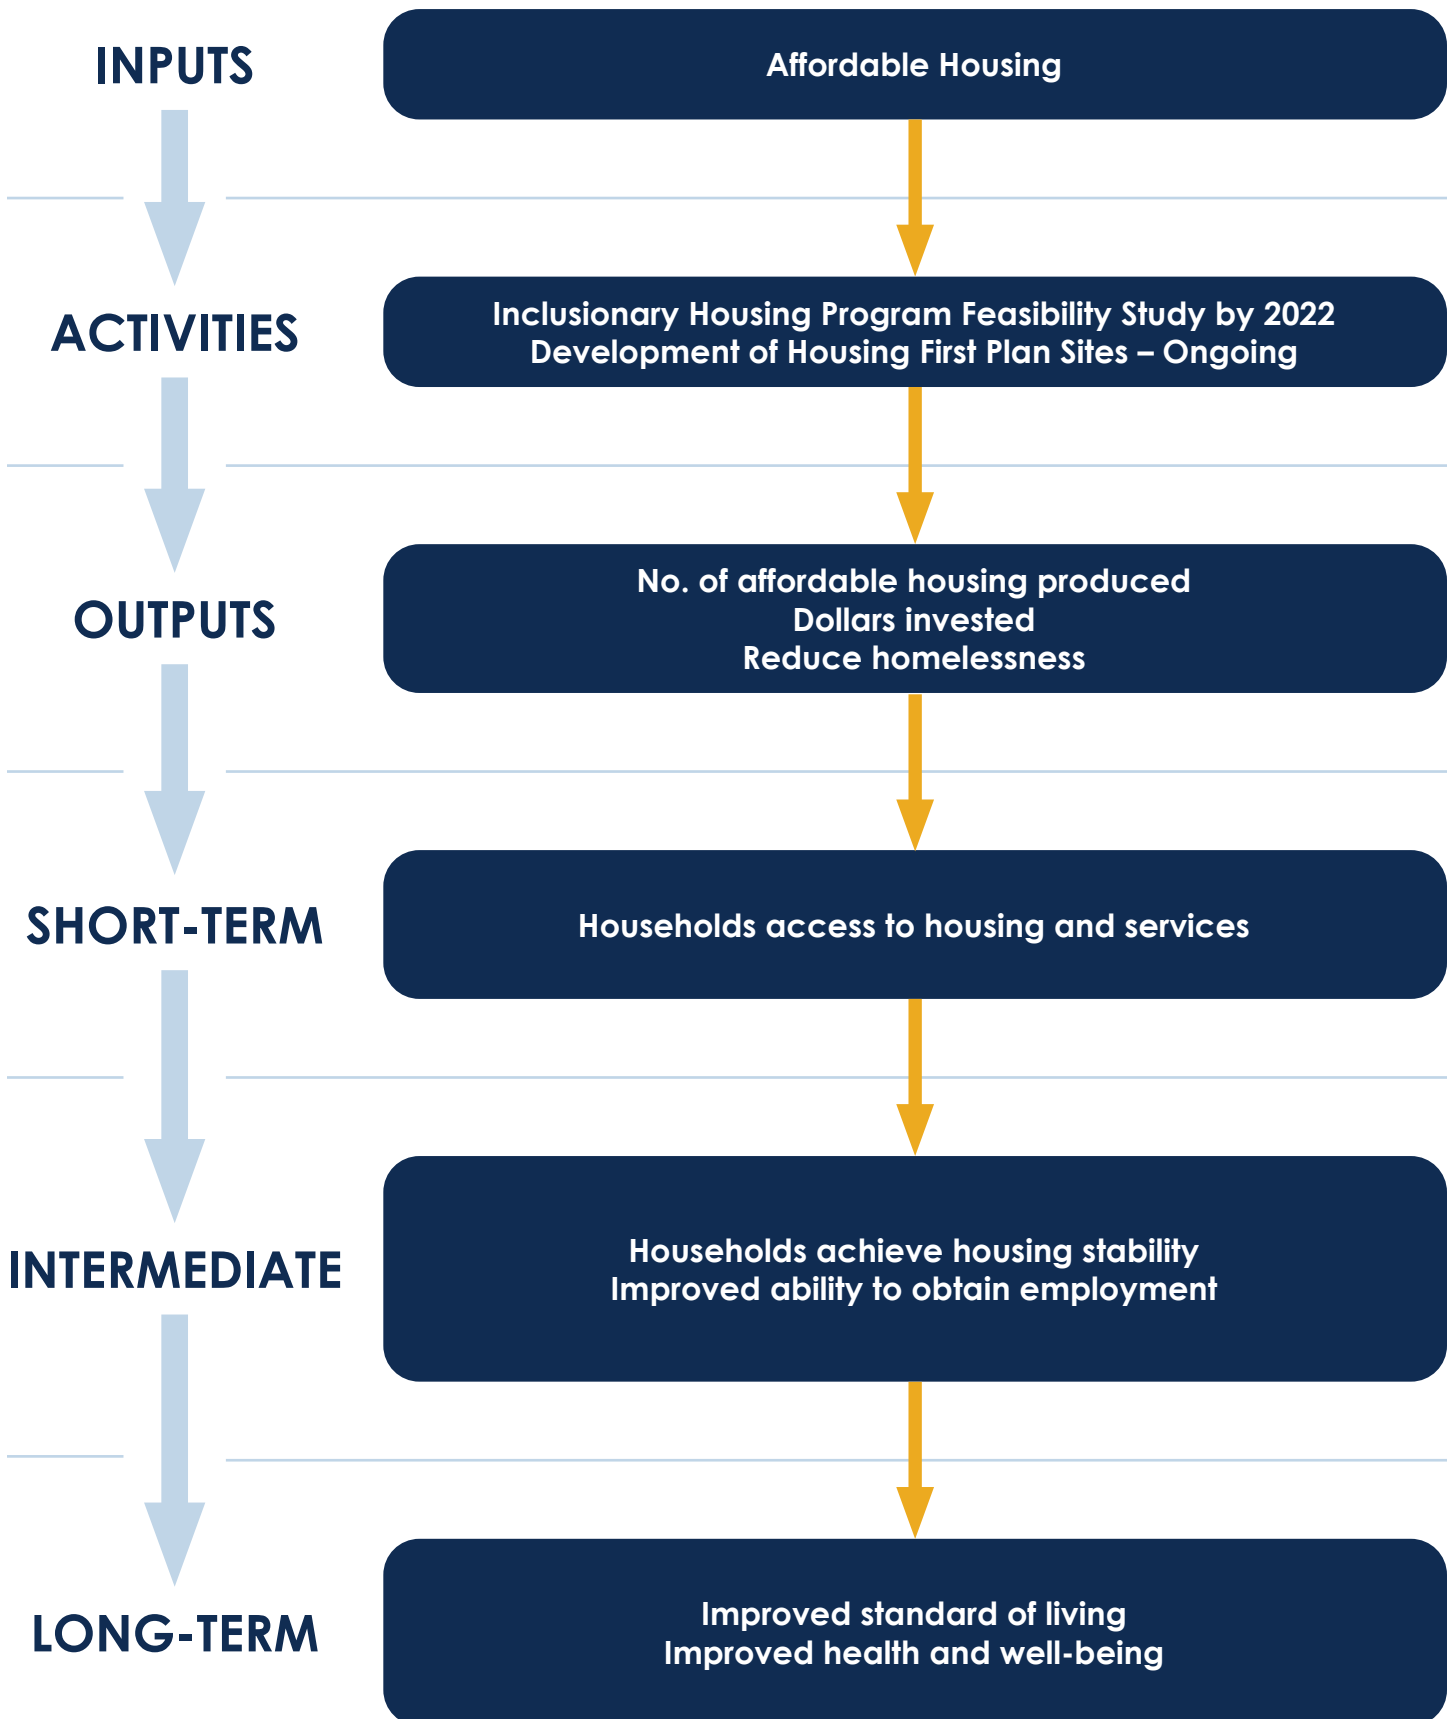 INPUTS
Affordable Housing
ACTIVITIES
Inclusionary Housing Program Feasibility Study by 2022
Development of Housing First Plan Sites – Ongoing
OUTPUTS
No. of affordable housing produced
Dollars invested
Reduce homelessness
SHORT-TERM
Households access to housing and services
INTERMEDIATE
Households achieve housing stability
Improved ability to obtain employment
LONG-TERM
Improved standard of living
Improved health and well-being